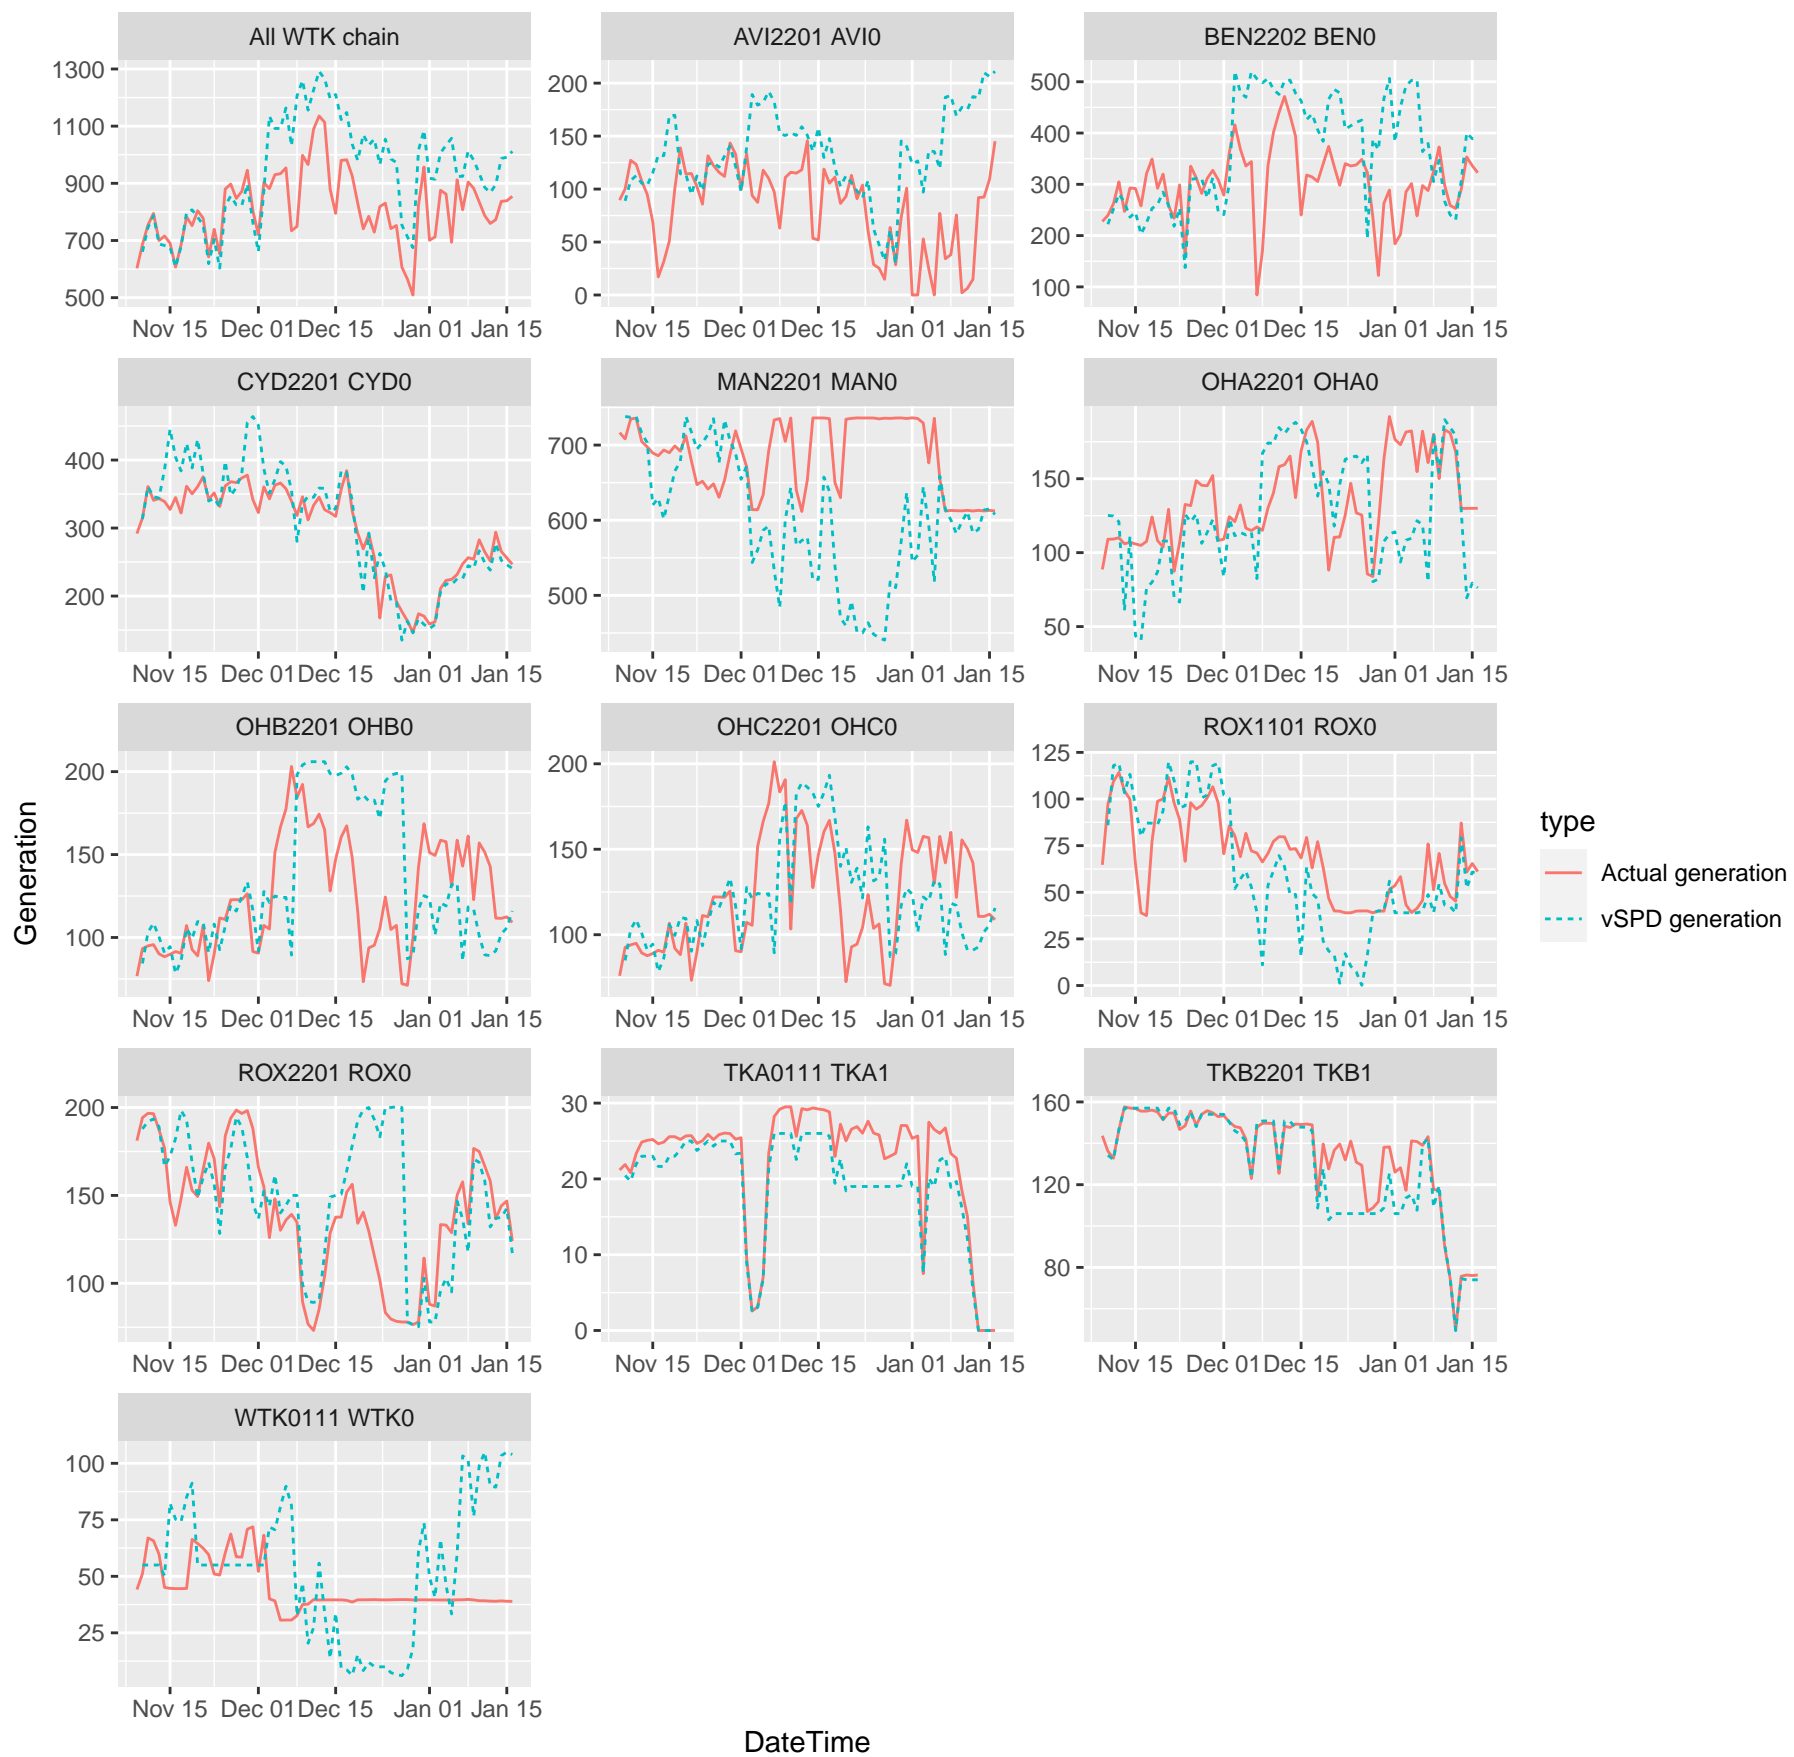 All WTK chain
AVI2201 AVI0
BEN2202 BEN0
1300
1100
900
700
500
200
150
100
50
0
500
400
300
200
100
Nov 15 Dec 01 Dec 15 Jan 01 Jan 15
Nov 15 Dec 01 Dec 15 Jan 01 Jan 15
Nov 15 Dec 01 Dec 15 Jan 01 Jan 15
CYD2201 CYD0
MAN2201 MAN0
OHA2201 OHA0
400
300
200
700
600
500
150
100
50
Nov 15 Dec 01 Dec 15 Jan 01 Jan 15
Nov 15 Dec 01 Dec 15 Jan 01 Jan 15
Nov 15 Dec 01 Dec 15 Jan 01 Jan 15
OHB2201 OHB0
OHC2201 OHC0
ROX1101 ROX0
200
150
100
200
150
100
125
100
75
50
25
0
Nov 15 Dec 01 Dec 15 Jan 01 Jan 15
Nov 15 Dec 01 Dec 15 Jan 01 Jan 15
Nov 15 Dec 01 Dec 15 Jan 01 Jan 15
ROX2201 ROX0
TKA0111 TKA1
TKB2201 TKB1
200
150
100
30
20
10
0
160
120
80
Nov 15 Dec 01 Dec 15 Jan 01 Jan 15
Nov 15 Dec 01 Dec 15 Jan 01 Jan 15
Nov 15 Dec 01 Dec 15 Jan 01 Jan 15
WTK0111 WTK0
100
75
50
25
Nov 15 Dec 01 Dec 15 Jan 01 Jan 15
Generation
DateTime
type
Actual generation
vSPD generation